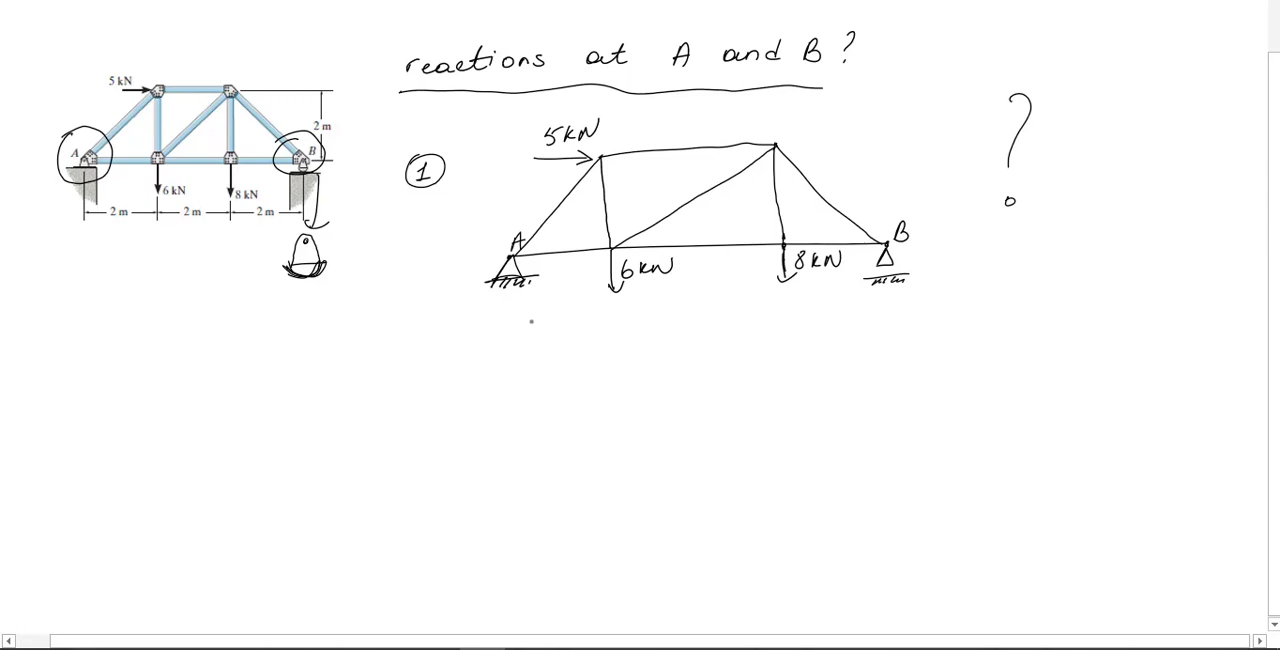 reactions at A and B ?
5 kN
2 m
A
B
6 kN
8 kN
2 m
2 m
2 m
1
5kN
A
B
6kN
8kN
?